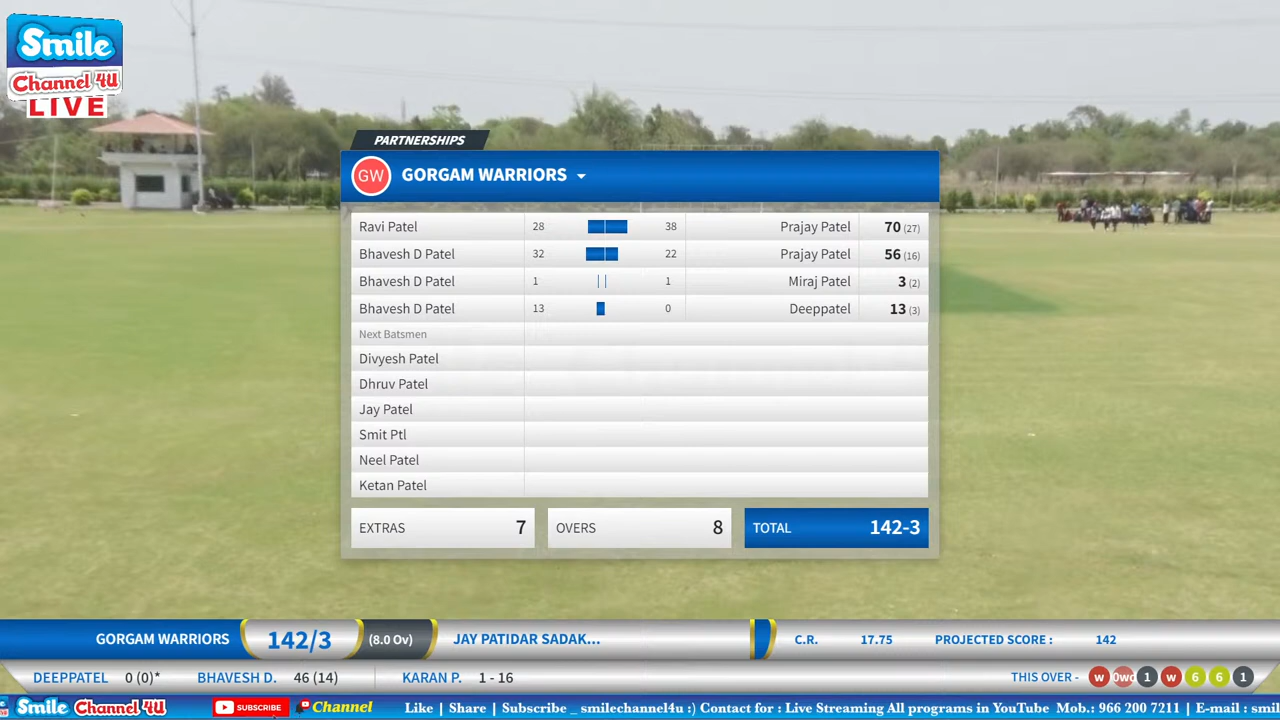 Smile
Channel 4U
LIVE
PARTNERSHIPS
GW GORGAM WARRIORS
Ravi Patel 28 38 Prajay Patel 70 (27)
Bhavesh D Patel 32 22 Prajay Patel 56 (16)
Bhavesh D Patel 1 1 Miraj Patel 3 (2)
Bhavesh D Patel 13 0 Deeppatel 13 (3)
Next Batsmen
Divyesh Patel
Dhruv Patel
Jay Patel
Smit Ptl
Neel Patel
Ketan Patel
EXTRAS 7 OVERS 8 TOTAL 142-3
GORGAM WARRIORS 142/3 (8.0 Ov) JAY PATIDAR SADAK... C.R. 17.75 PROJECTED SCORE : 142
DEEPPATEL 0 (0)* BHAVESH D. 46 (14) KARAN P. 1 - 16 THIS OVER - w 0wd 1 w 6 6 1
Smile Channel 4U SUBSCRIBE Channel Like | Share | Subscribe _ smilechannel4u :) Contact for : Live Streaming All programs in YouTube Mob.: 966 200 7211 | E-mail : smil